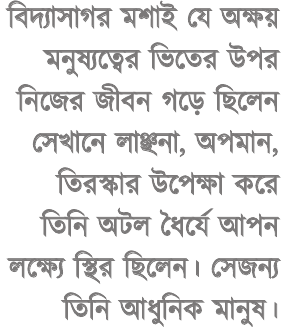 বিদ্যাসাগর মশাই যে অক্ষয়
মনুষ্যত্বের ভিতের উপর
নিজের জীবন গড়ে ছিলেন
সেখানে লাঞ্ছনা, অপমান,
তিরস্কার উপেক্ষা করে
তিনি অটল ধৈর্যে আপন
লক্ষ্যে স্থির ছিলেন। সেজন্য
তিনি আধুনিক মানুষ।